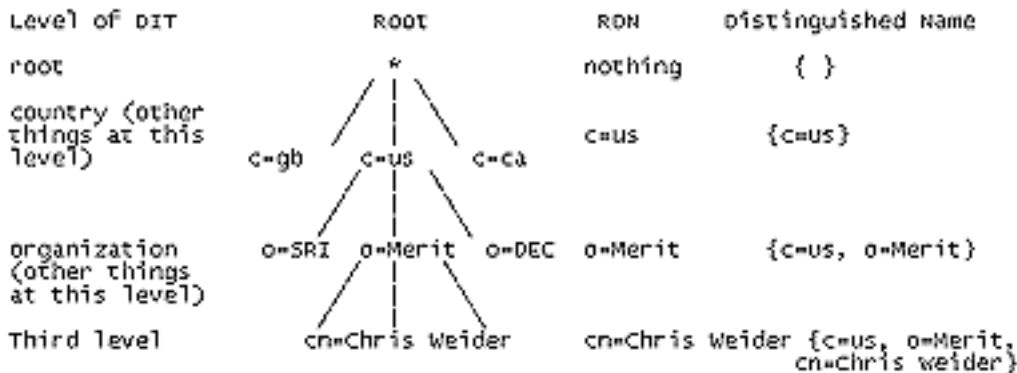 Level of DIT Root RDN Distinguished Name
root * nothing { }
country (other
things at this c=us {c=us}
level) c=gb c=us c=ca
organization o=SRI o=Merit o=DEC o=Merit {c=us, o=Merit}
(other things
at this level)
Third level cn=Chris Weider cn=Chris Weider {c=us, o=Merit,
cn=Chris Weider}